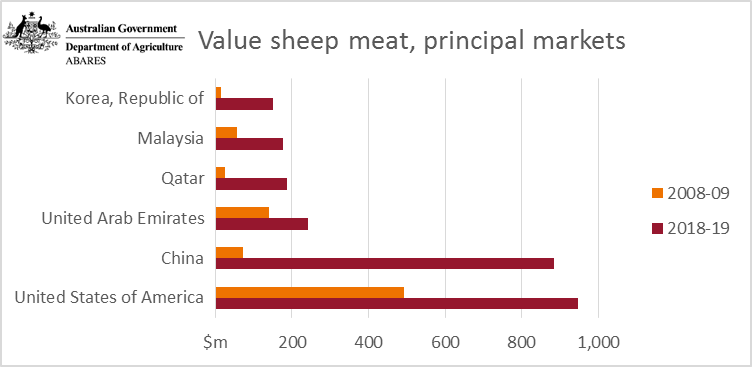 Australian Government
Department of Agriculture
ABARES
Value sheep meat, principal markets
Korea, Republic of
Malaysia
Qatar
United Arab Emirates
China
United States of America
2008-09
2018-19
$m 200 400 600 800 1,000